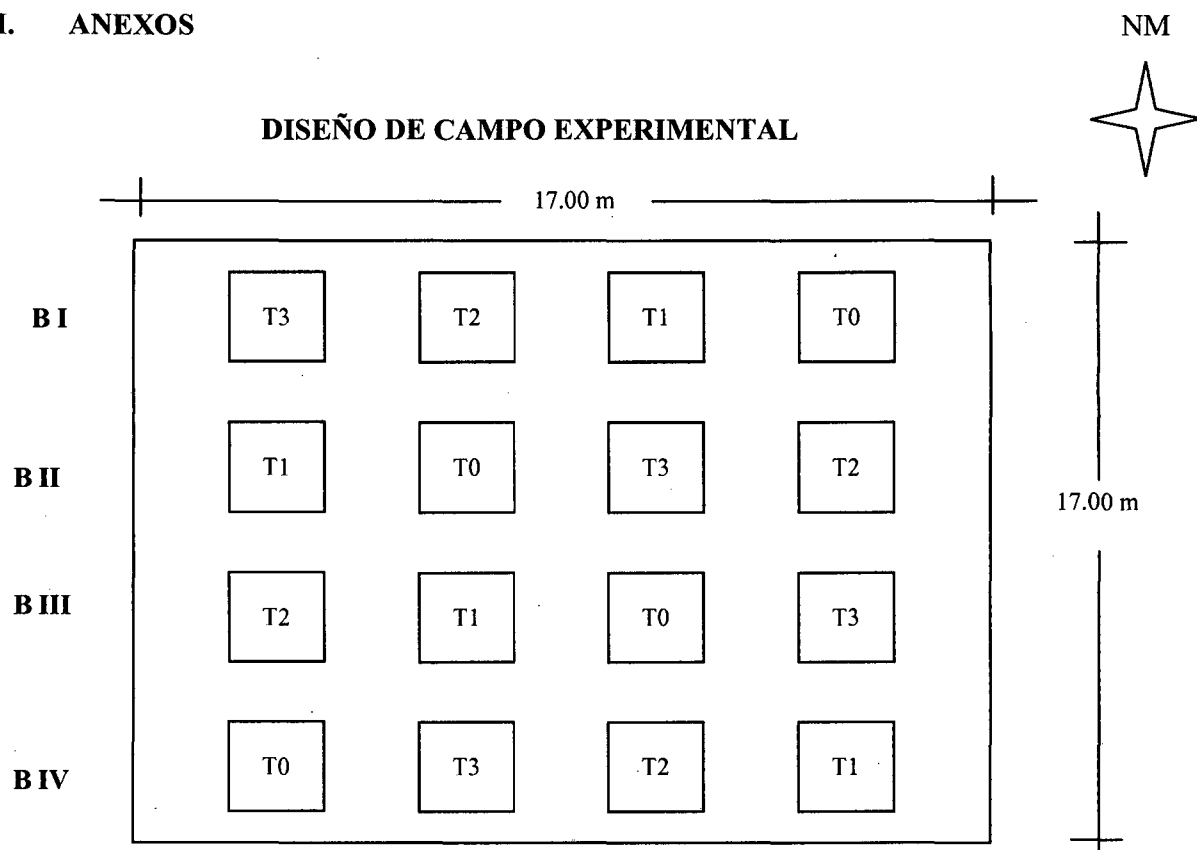 I. ANEXOS
NM
DISEÑO DE CAMPO EXPERIMENTAL
17.00 m
B I T3 T2 T1 T0
B II T1 T0 T3 T2
17.00 m
B III T2 T1 T0 T3
B IV T0 T3 T2 T1